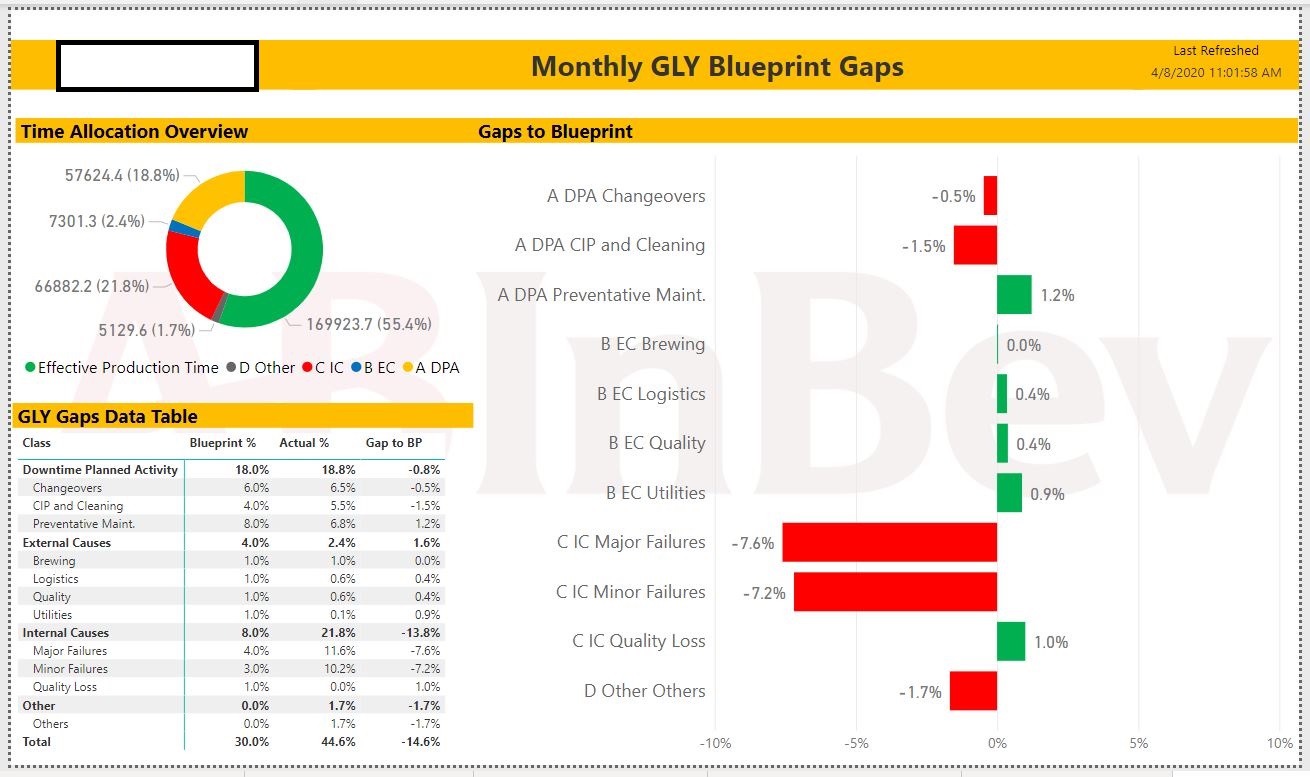 Monthly GLY Blueprint Gaps
Last Refreshed
4/8/2020 11:01:58 AM
Time Allocation Overview
57624.4 (18.8%)
7301.3 (2.4%)
66882.2 (21.8%)
5129.6 (1.7%)
169923.7 (55.4%)
Effective Production Time D Other C IC B EC A DPA
GLY Gaps Data Table
Class Blueprint % Actual % Gap to BP
Downtime Planned Activity 18.0% 18.8% -0.8%
Changeovers 6.0% 6.5% -0.5%
CIP and Cleaning 4.0% 5.5% -1.5%
Preventative Maint. 8.0% 6.8% 1.2%
External Causes 4.0% 2.4% 1.6%
Brewing 1.0% 1.0% 0.0%
Logistics 1.0% 0.6% 0.4%
Quality 1.0% 0.6% 0.4%
Utilities 1.0% 0.1% 0.9%
Internal Causes 8.0% 21.8% -13.8%
Major Failures 4.0% 11.6% -7.6%
Minor Failures 3.0% 10.2% -7.2%
Quality Loss 1.0% 0.0% 1.0%
Other 0.0% 1.7% -1.7%
Others 0.0% 1.7% -1.7%
Total 30.0% 44.6% -14.6%
Gaps to Blueprint
A DPA Changeovers -0.5%
A DPA CIP and Cleaning -1.5%
A DPA Preventative Maint. 1.2%
B EC Brewing 0.0%
B EC Logistics 0.4%
B EC Quality 0.4%
B EC Utilities 0.9%
C IC Major Failures -7.6%
C IC Minor Failures -7.2%
C IC Quality Loss 1.0%
D Other Others -1.7%
-10% -5% 0% 5% 10%
ABInBev